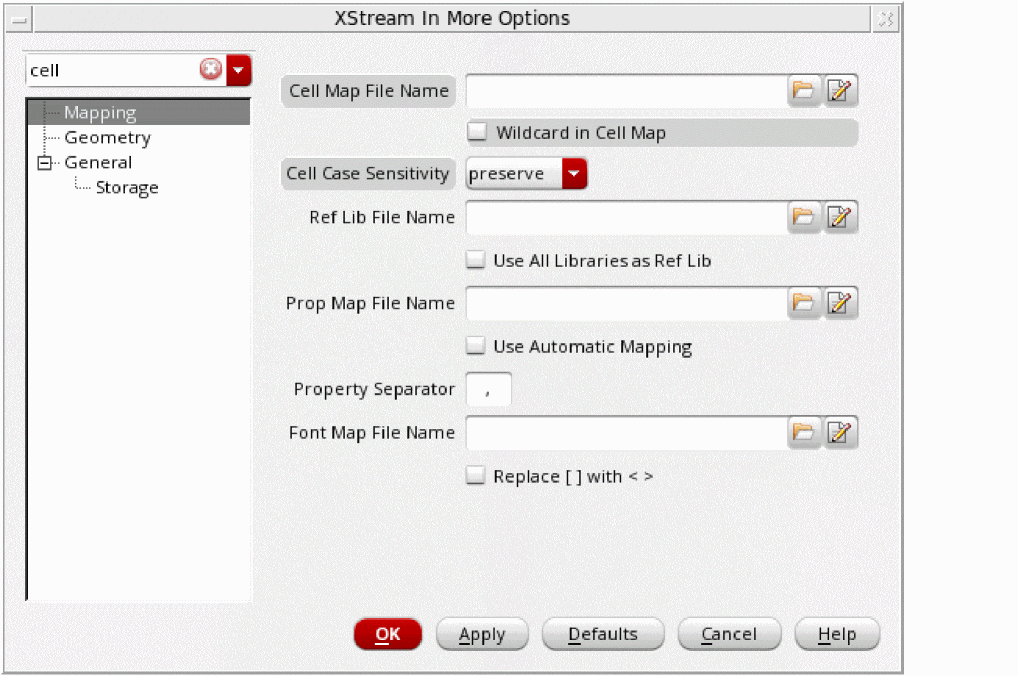 XStream In More Options
cell
Mapping
Geometry
General
Storage
Cell Map File Name
Wildcard in Cell Map
Cell Case Sensitivity preserve
Ref Lib File Name
Use All Libraries as Ref Lib
Prop Map File Name
Use Automatic Mapping
Property Separator ,
Font Map File Name
Replace [ ] with < >
OK Apply Defaults Cancel Help